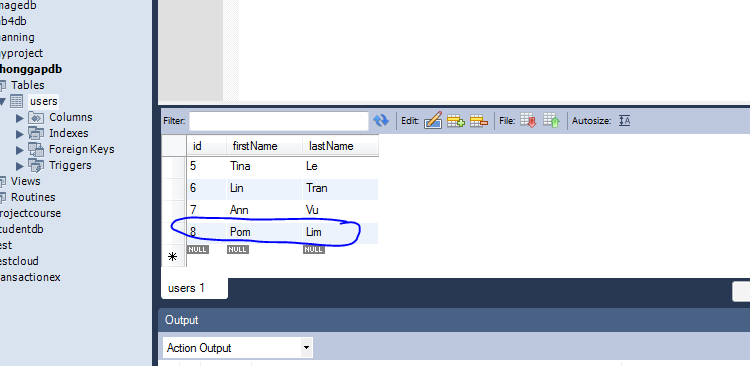 magedb
b4db
anning
yproject
honggapdb
Tables
users
Columns
Indexes
Foreign Keys
Triggers
Views
Routines
rojectcourse
tudentdb
est
estcloud
ansactionex
Filter:
Edit:
File:
Autosize:
id firstName lastName
5 Tina Le
6 Lin Tran
7 Ann Vu
8 Pom Lim
NULL NULL NULL
users 1
Output
Action Output